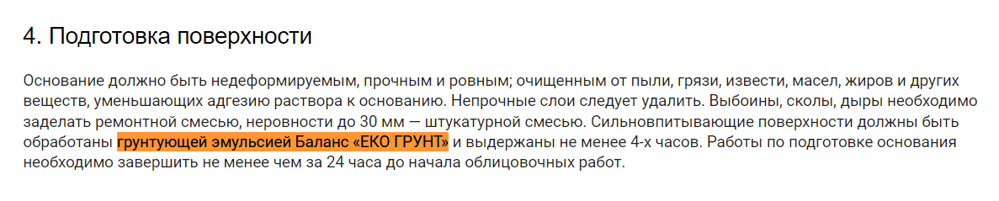 4. Подготовка поверхности
Основание должно быть недеформируемым, прочным и ровным; очищенным от пыли, грязи, извести, масел, жиров и других
веществ, уменьшающих адгезию раствора к основанию. Непрочные слои следует удалить. Выбоины, сколы, дыры необходимо
заделать ремонтной смесью, неровности до 30 мм — штукатурной смесью. Сильновпитывающие поверхности должны быть
обработаны грунтующей эмульсией Баланс «ЕКО ГРУНТ» и выдержаны не менее 4-х часов. Работы по подготовке основания
необходимо завершить не менее чем за 24 часа до начала облицовочных работ.